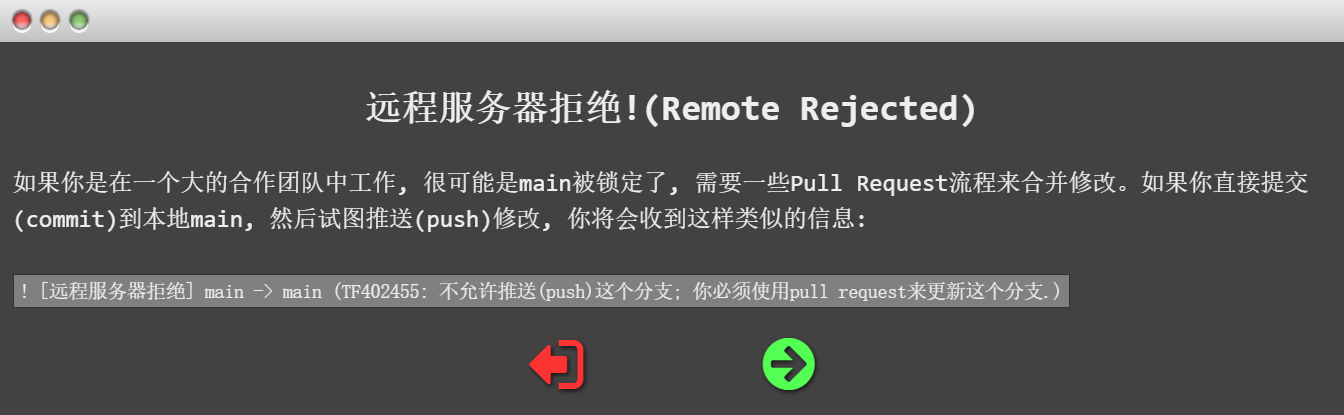 远程服务器拒绝!(Remote Rejected)
如果你是在一个大的合作团队中工作, 很可能是main被锁定了, 需要一些Pull Request流程来合并修改。如果你直接提交
(commit)到本地main, 然后试图推送(push)修改, 你将会收到这样类似的信息:
! [远程服务器拒绝] main -> main (TF402455: 不允许推送(push)这个分支; 你必须使用pull request来更新这个分支.)